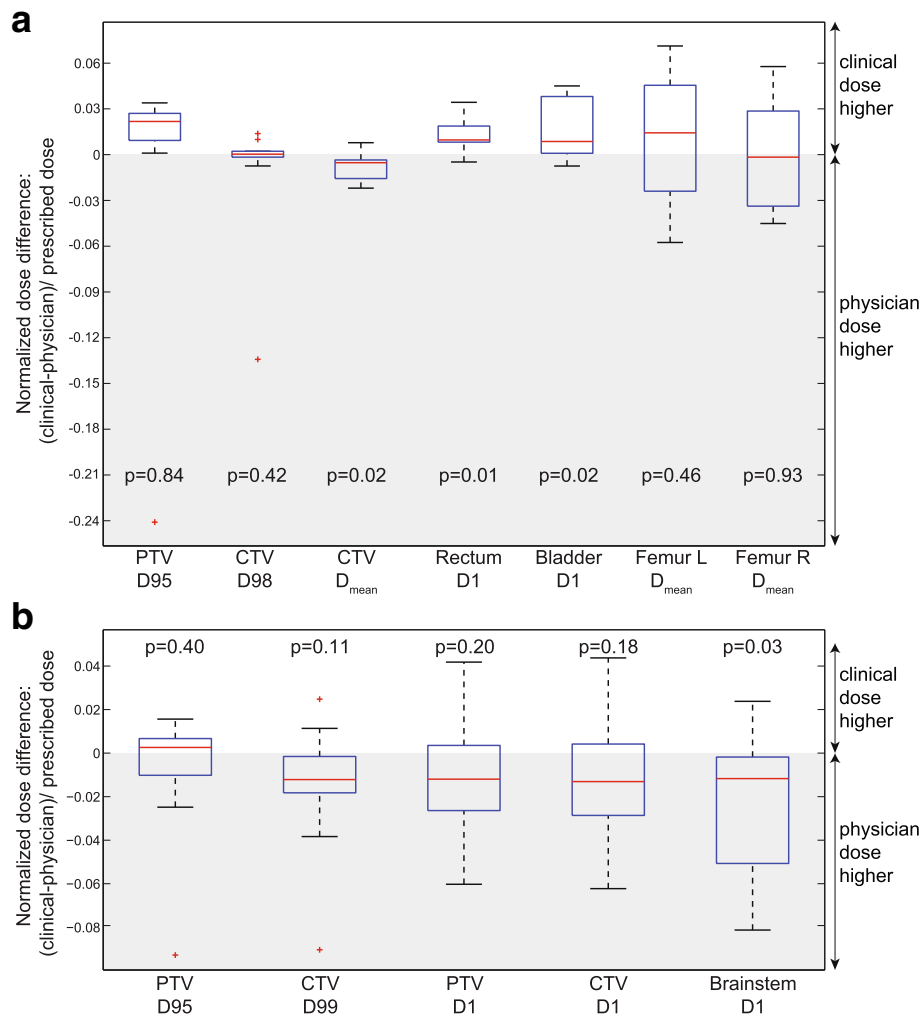 a
Normalized dose difference:
(clinical-physician)/ prescribed dose
0.06
0.03
0
-0.03
-0.06
-0.09
-0.12
-0.15
-0.18
-0.21
-0.24
clinical
dose
higher
physician
dose
higher
p=0.84 p=0.42 p=0.02 p=0.01 p=0.02 p=0.46 p=0.93
PTV CTV CTV Rectum Bladder Femur L Femur R
D95 D98 Dmean D1 D1 Dmean Dmean
b
Normalized dose difference:
(clinical-physician)/ prescribed dose
p=0.40 p=0.11 p=0.20 p=0.18 p=0.03
0.04
0.02
0
−0.02
−0.04
−0.06
−0.08
clinical
dose
higher
physician
dose
higher
PTV CTV PTV CTV Brainstem
D95 D99 D1 D1 D1